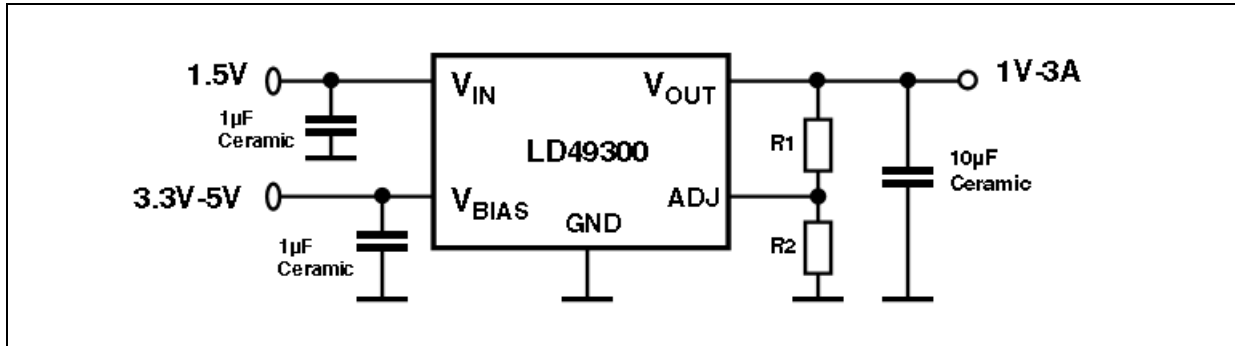 1.5V
1µF
Ceramic
3.3V-5V
1µF
Ceramic
VIN
VBIAS
LD49300
GND
VOUT
ADJ
R1
R2
10µF
Ceramic
1V-3A